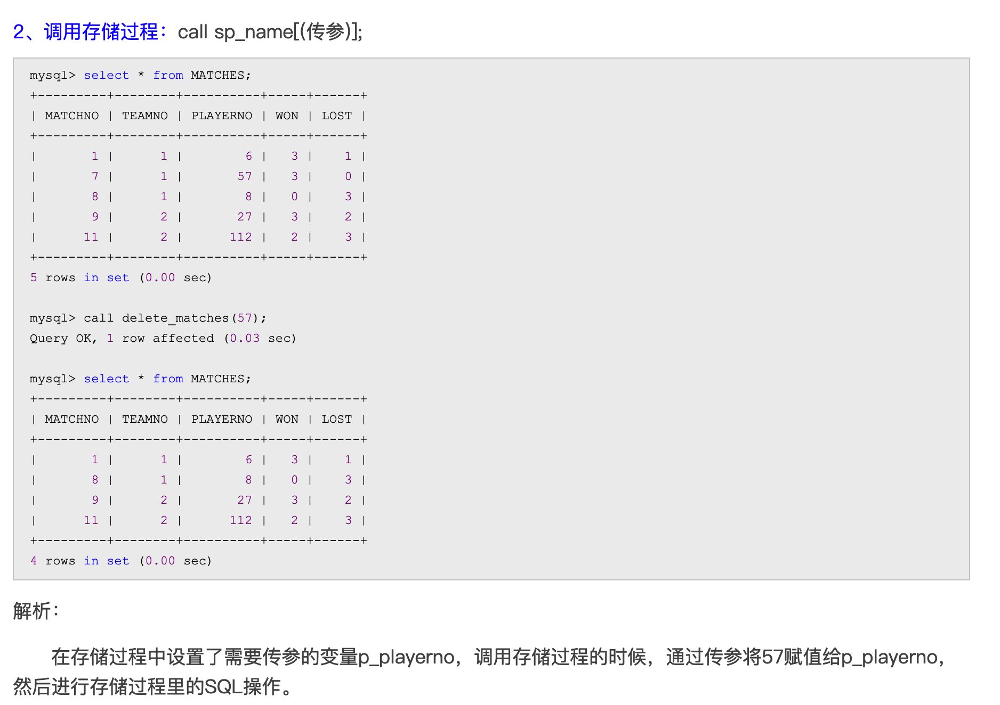 2、调用存储过程：call sp_name[(传参)];
mysql> select * from MATCHES;
+---------+--------+----------+-----+------+
| MATCHNO | TEAMNO | PLAYERNO | WON | LOST |
+---------+--------+----------+-----+------+
|       1 |      1 |        6 |   3 |    1 |
|       7 |      1 |       57 |   3 |    0 |
|       8 |      1 |        8 |   0 |    3 |
|       9 |      2 |       27 |   3 |    2 |
|      11 |      2 |      112 |   2 |    3 |
+---------+--------+----------+-----+------+
5 rows in set (0.00 sec)
mysql> call delete_matches(57);
Query OK, 1 row affected (0.03 sec)
mysql> select * from MATCHES;
+---------+--------+----------+-----+------+
| MATCHNO | TEAMNO | PLAYERNO | WON | LOST |
+---------+--------+----------+-----+------+
|       1 |      1 |        6 |   3 |    1 |
|       8 |      1 |        8 |   0 |    3 |
|       9 |      2 |       27 |   3 |    2 |
|      11 |      2 |      112 |   2 |    3 |
+---------+--------+----------+-----+------+
4 rows in set (0.00 sec)
解析：
在存储过程中设置了需要传参的变量p_playerno，调用存储过程的时候，通过传参将57赋值给p_playerno，
然后进行存储过程里的SQL操作。